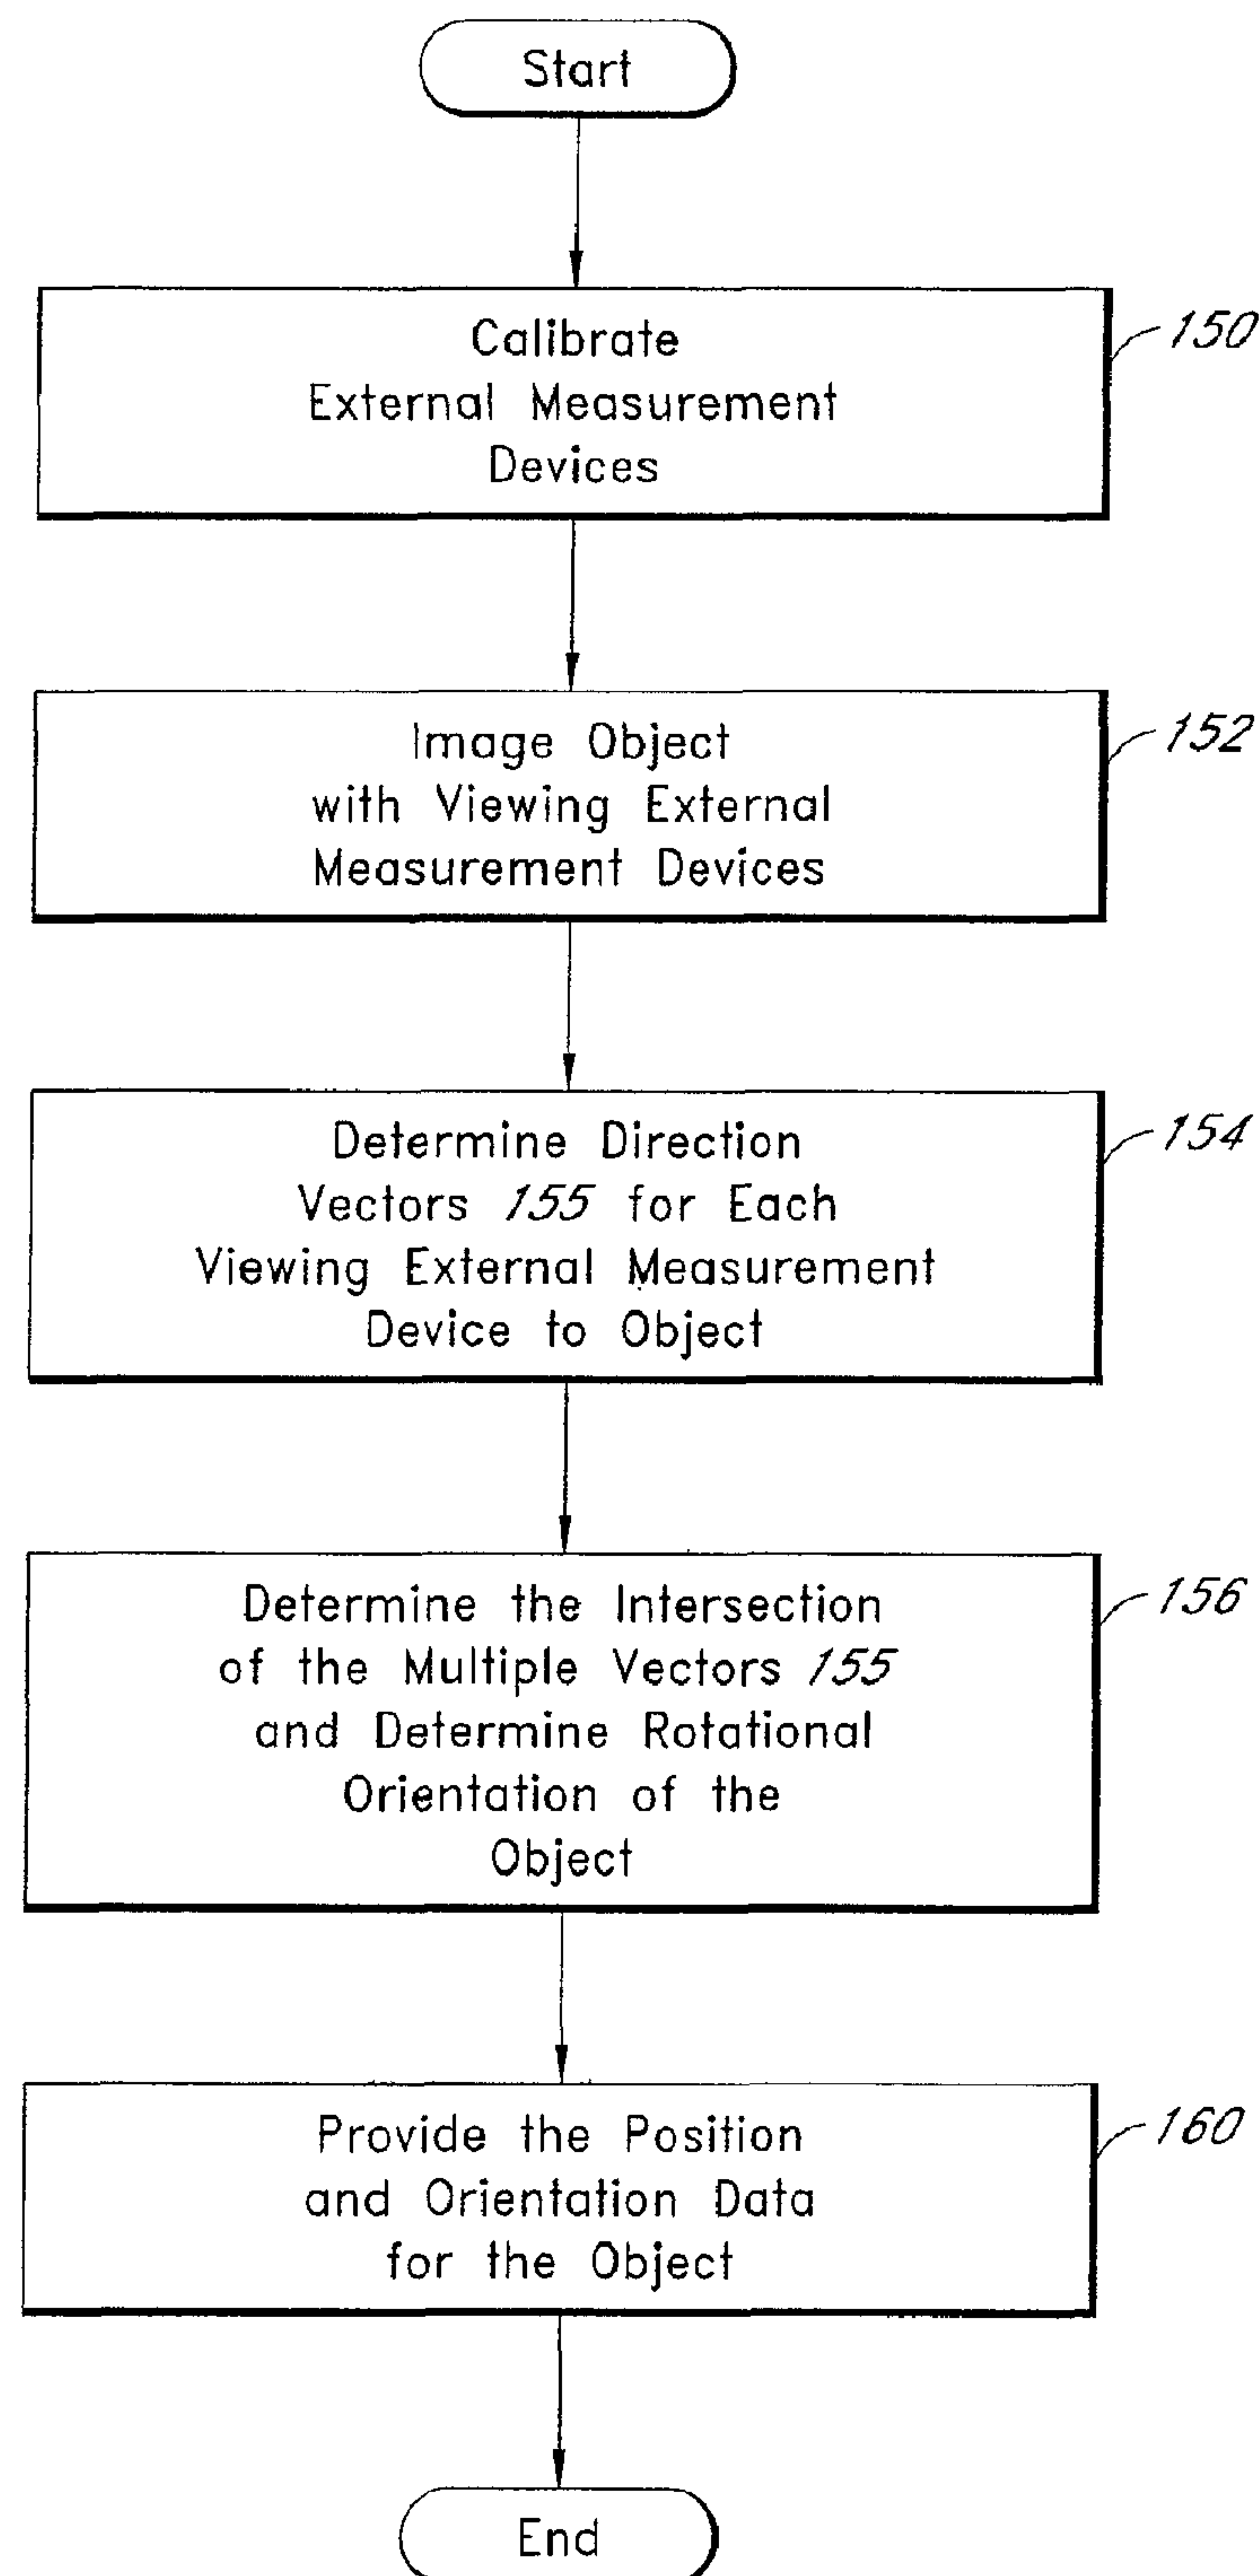 Start
Calibrate
External Measurement
Devices
150
Image Object
with Viewing External
Measurement Devices
152
Determine Direction
Vectors 155 for Each
Viewing External Measurement
Device to Object
154
Determine the Intersection
of the Multiple Vectors 155
and Determine Rotational
Orientation of the
Object
156
Provide the Position
and Orientation Data
for the Object
160
End